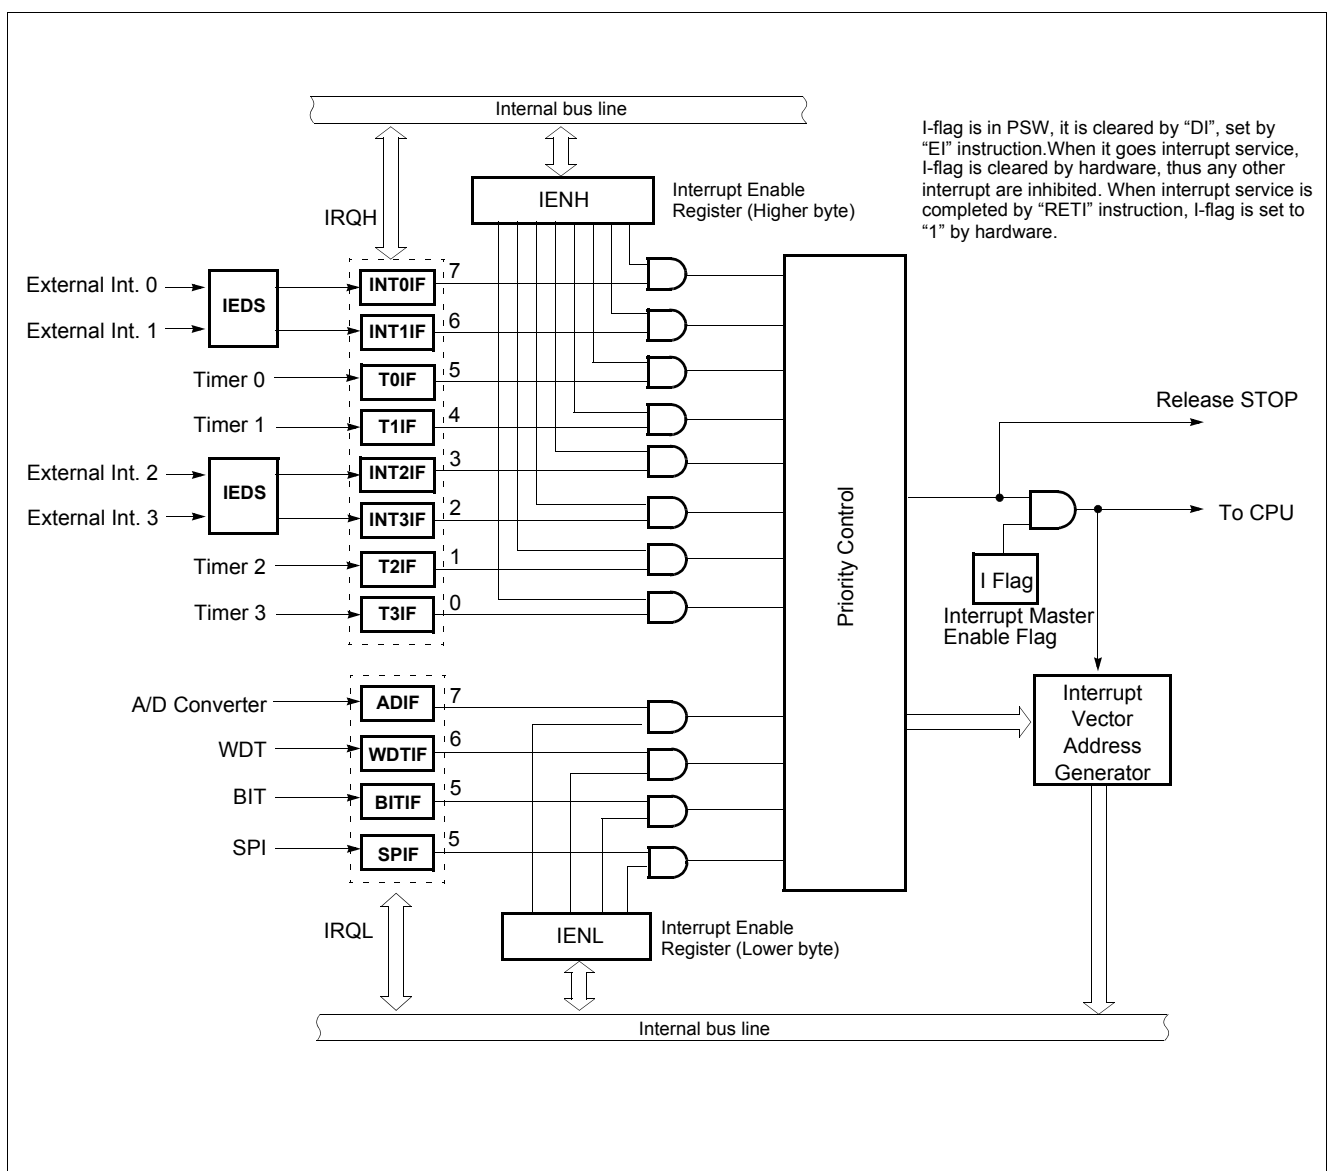 Internal bus line
I-flag is in PSW, it is cleared by “DI”, set by
“EI” instruction.When it goes interrupt service,
I-flag is cleared by hardware, thus any other
interrupt are inhibited. When interrupt service is
completed by “RETI” instruction, I-flag is set to
“1” by hardware.
IRQH
IENH
Interrupt Enable
Register (Higher byte)
External Int. 0
IEDS
INT0IF
7
External Int. 1
INT1IF
6
Timer 0
T0IF
5
Timer 1
T1IF
4
External Int. 2
IEDS
INT2IF
3
External Int. 3
INT3IF
2
Timer 2
T2IF
1
Timer 3
T3IF
0
Priority Control
Release STOP
To CPU
I Flag
Interrupt Master
Enable Flag
A/D Converter
ADIF
7
WDT
WDTIF
6
BIT
BITIF
5
SPI
SPIF
5
Interrupt
Vector
Address
Generator
IRQL
IENL
Interrupt Enable
Register (Lower byte)
Internal bus line